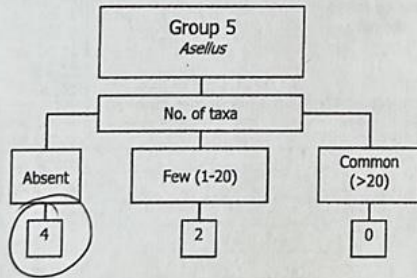 Group 5
Asellus
No. of taxa
Absent
Few (1-20)
Common
(>20)
4
2
0